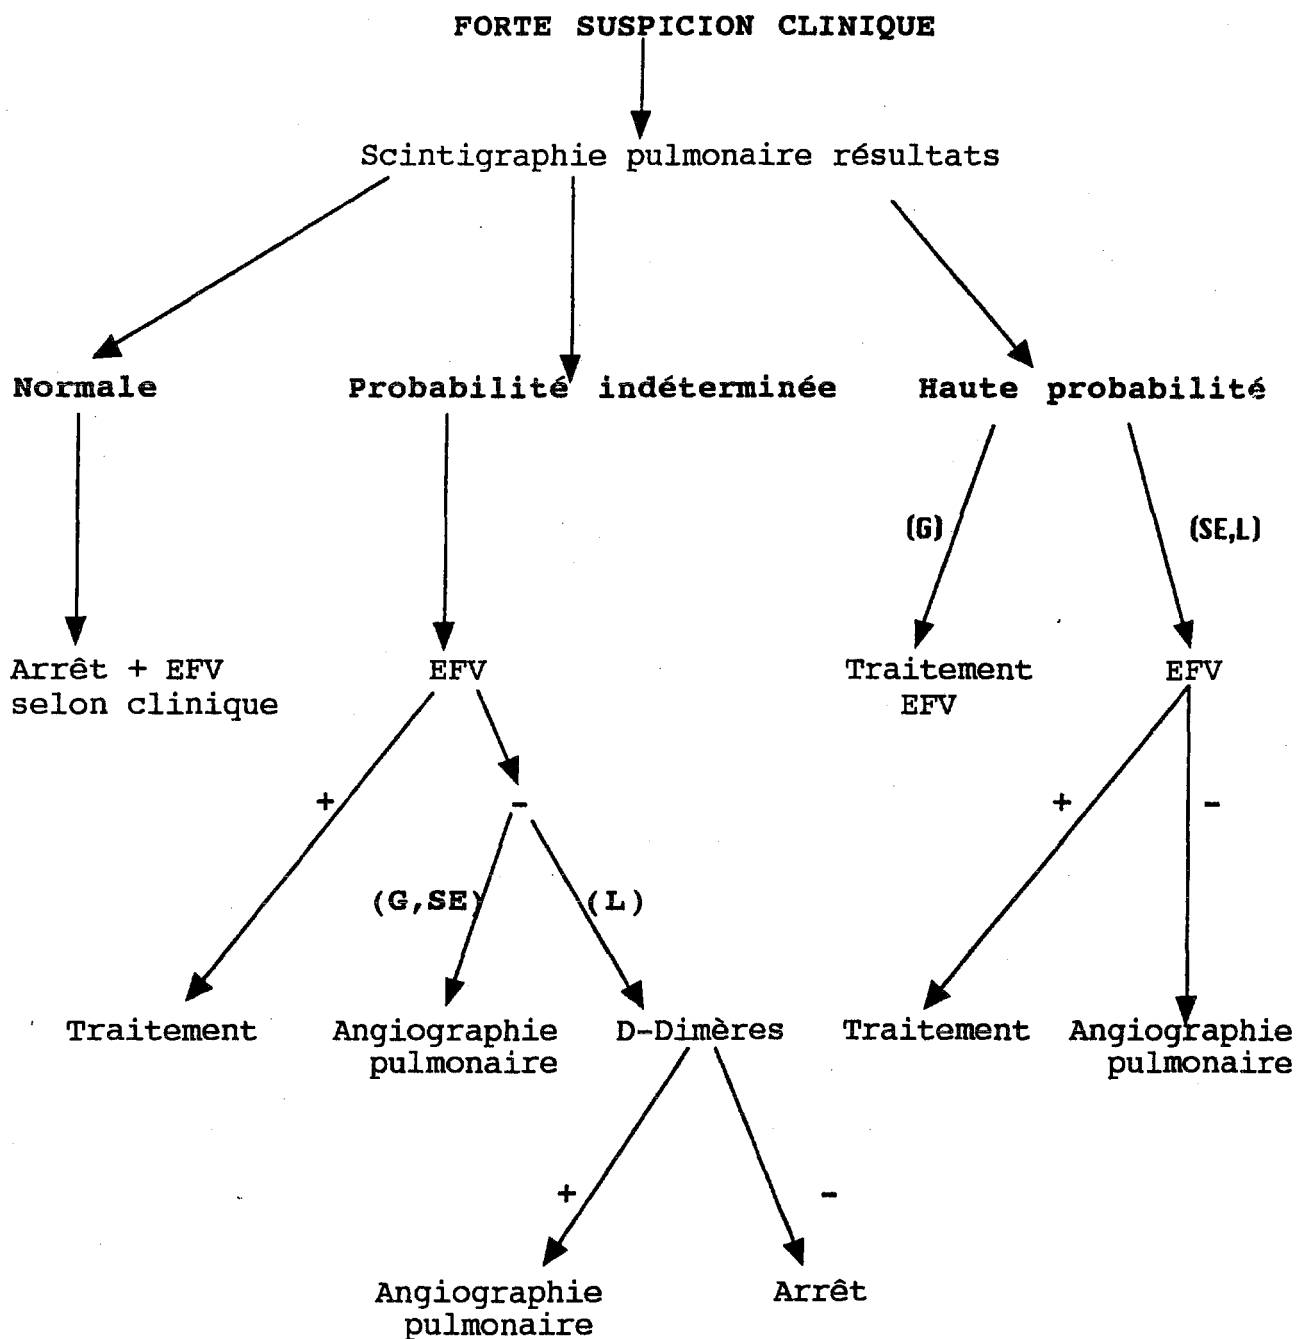 FORTE SUSPICION CLINIQUE
Scintigraphie pulmonaire résultats
Normale
Probabilité indéterminée
Haute probabilité
(G)
(SE,L)
Arrêt + EFV
selon clinique
EFV
Traitement
EFV
EFV
+
-
+
-
(G,SE)
(L)
Traitement
Angiographie
pulmonaire
D-Dimères
Traitement
Angiographie
pulmonaire
+
-
Angiographie
pulmonaire
Arrêt